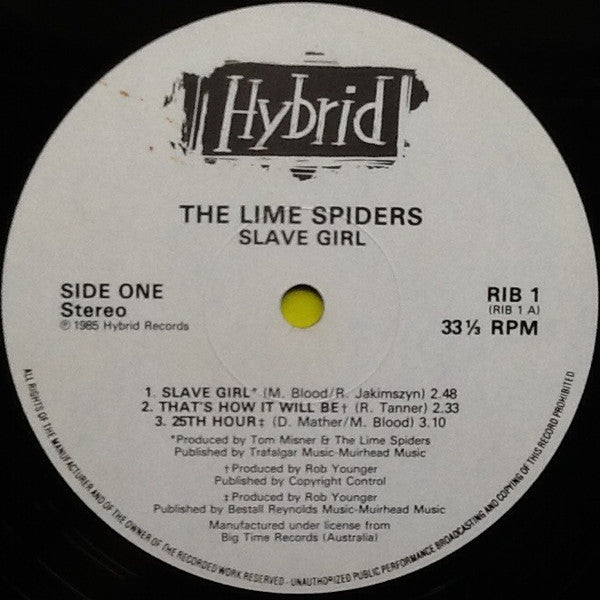 Hybrid
THE LIME SPIDERS
SLAVE GIRL
SIDE ONE
Stereo
℗ 1985 Hybrid Records
RIB 1
(RIB 1 A)
33⅓ RPM
1. SLAVE GIRL* (M. Blood/R. Jakimszyn) 2.48
2. THAT'S HOW IT WILL BE† (R. Tanner) 2.33
3. 25TH HOUR‡ (D. Mather/M. Blood) 3.10
*Produced by Tom Misner & The Lime Spiders
Published by Trafalgar Music-Muirhead Music
†Produced by Rob Younger
Published by Copyright Control
‡Produced by Rob Younger
Published by Bestall Reynolds Music-Muirhead Music
Manufactured under license from
Big Time Records (Australia)
ALL RIGHTS OF THE MANUFACTURER AND OF THE OWNER OF THE RECORDED WORK RESERVED - UNAUTHORIZED PUBLIC PERFORMANCE BROADCASTING AND COPYING OF THIS RECORD PROHIBITED